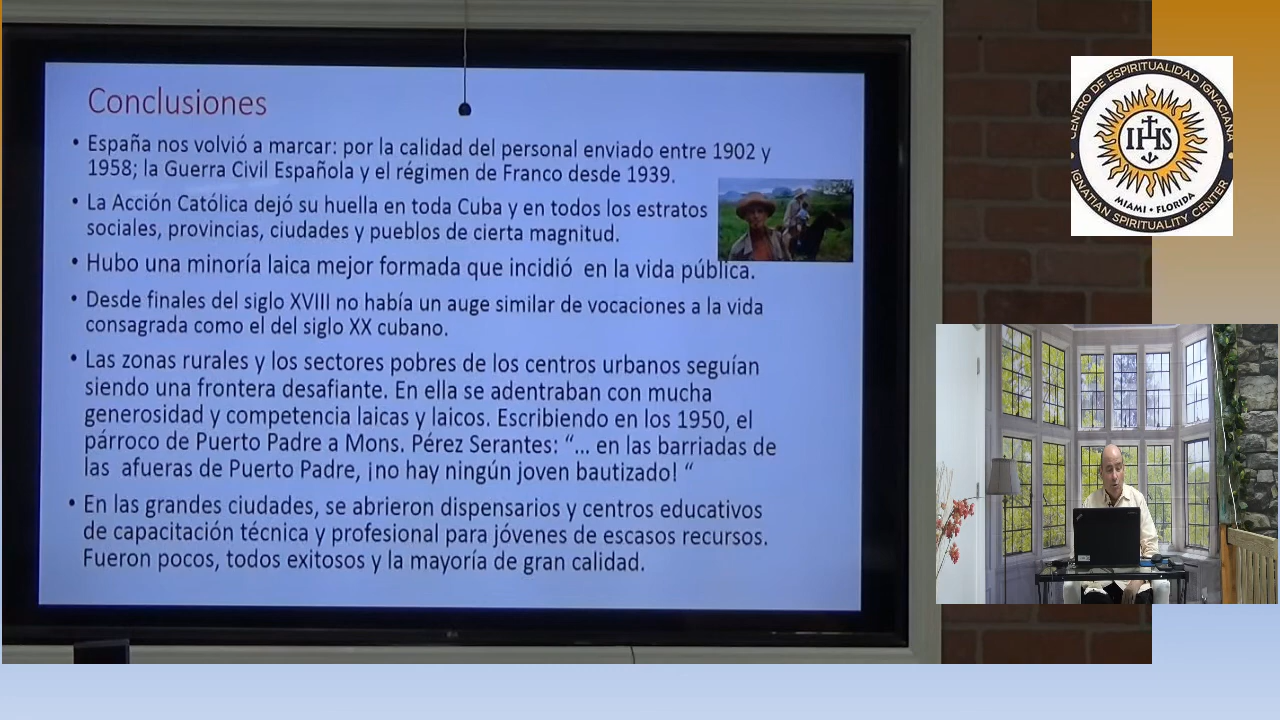 Conclusiones
• España nos volvió a marcar: por la calidad del personal enviado entre 1902 y
1958; la Guerra Civil Española y el régimen de Franco desde 1939.
• La Acción Católica dejó su huella en toda Cuba y en todos los estratos
sociales, provincias, ciudades y pueblos de cierta magnitud.
• Hubo una minoría laica mejor formada que incidió en la vida pública.
• Desde finales del siglo XVIII no había un auge similar de vocaciones a la vida
consagrada como el del siglo XX cubano.
• Las zonas rurales y los sectores pobres de los centros urbanos seguían
siendo una frontera desafiante. En ella se adentraban con mucha
generosidad y competencia laicas y laicos. Escribiendo en los 1950, el
párroco de Puerto Padre a Mons. Pérez Serantes: “... en las barriadas de
las afueras de Puerto Padre, ¡no hay ningún joven bautizado! “
• En las grandes ciudades, se abrieron dispensarios y centros educativos
de capacitación técnica y profesional para jóvenes de escasos recursos.
Fueron pocos, todos exitosos y la mayoría de gran calidad.
CENTRO DE ESPIRITUALIDAD IGNACIANA
IHS
MIAMI • FLORIDA
IGNATIAN SPIRITUALITY CENTER